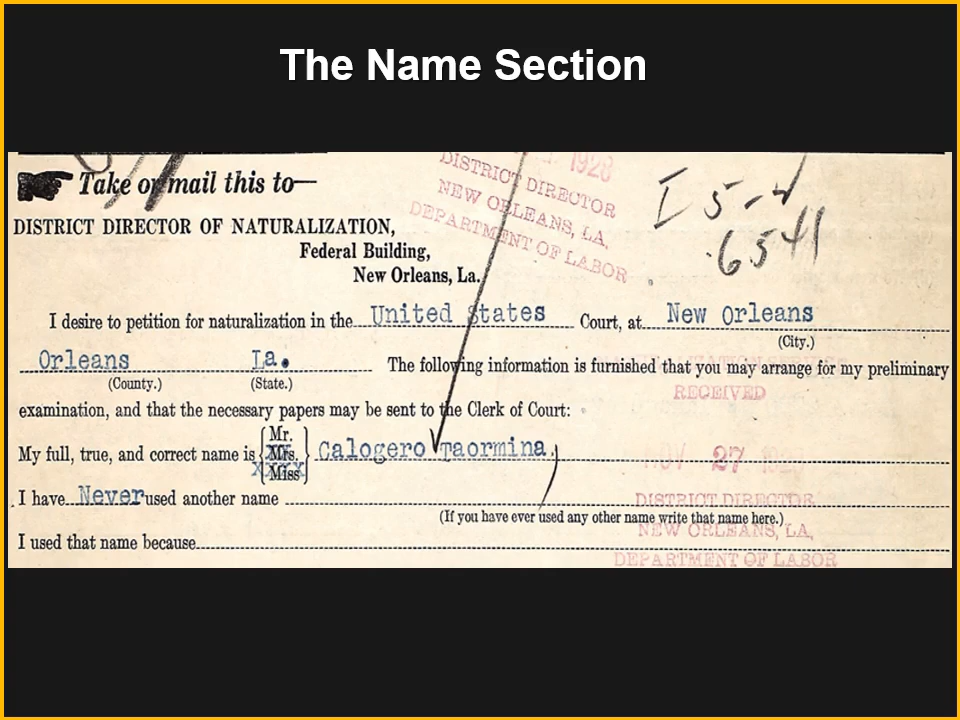 The Name Section
Take or mail this to—
1928
DISTRICT DIRECTOR
NEW ORLEANS, LA.
DEPARTMENT OF LABOR
I 5-4
6541
DISTRICT DIRECTOR OF NATURALIZATION,
Federal Building,
New Orleans, La.
I desire to petition for naturalization in the United States Court, at New Orleans
(City.)
Orleans La. The following information is furnished that you may arrange for my preliminary
(County.) (State.)
RECEIVED
examination, and that the necessary papers may be sent to the Clerk of Court:
Mr.
My full, true, and correct name is Mrs. Calogero Taormina
Miss
NOV 27
I have Never used another name
DISTRICT DIRECTOR
(If you have ever used any other name write that name here.)
NEW ORLEANS, LA,
I used that name because
DEPARTMENT OF LABOR